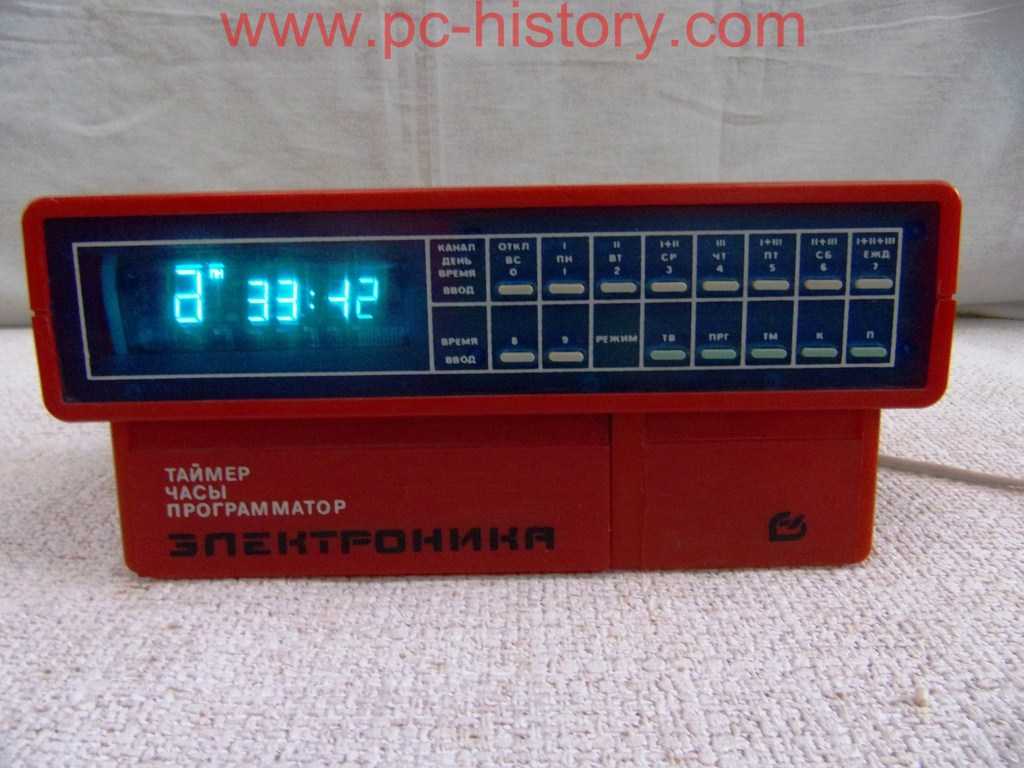 www.pc-history.com
ПН
33:42
КАНАЛ ОТКЛ I II I+II III I+III II+III I+II+III
ДЕНЬ ВС ПН ВТ СР ЧТ ПТ СБ ЕЖД
ВРЕМЯ 0 1 2 3 4 5 6 7
ВВОД
ВРЕМЯ 8 9 РЕЖИМ ТВ ПРГ ТМ К П
ВВОД
ТАЙМЕР
ЧАСЫ
ПРОГРАММАТОР
ЭЛЕКТРОНИКА